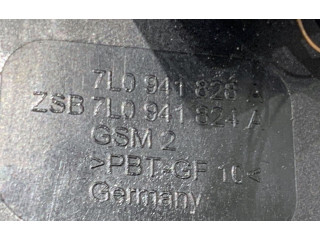 7L0 941 828 A
ZSB 7L0 941 824 A
GSM 2
>PBT-GF 10<
Germany